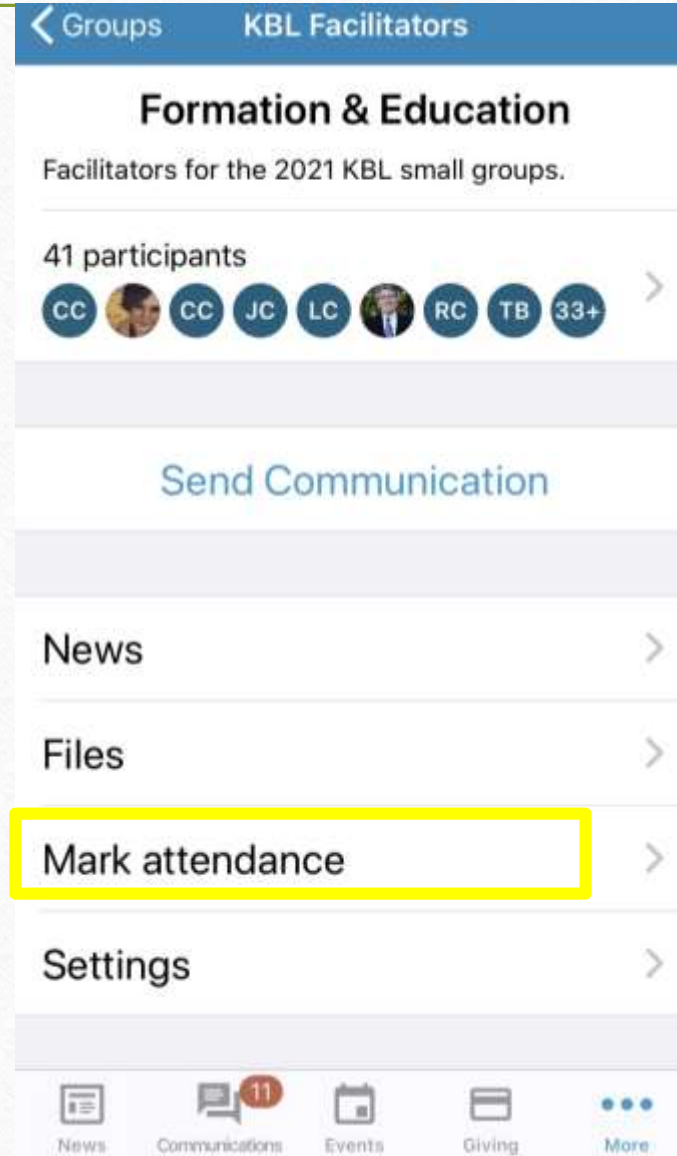 Groups KBL Facilitators
Formation & Education
Facilitators for the 2021 KBL small groups.
41 participants
CC CC JC LC RC TB 33+
Send Communication
News
Files
Mark attendance
Settings
11
News Communications Events Giving More